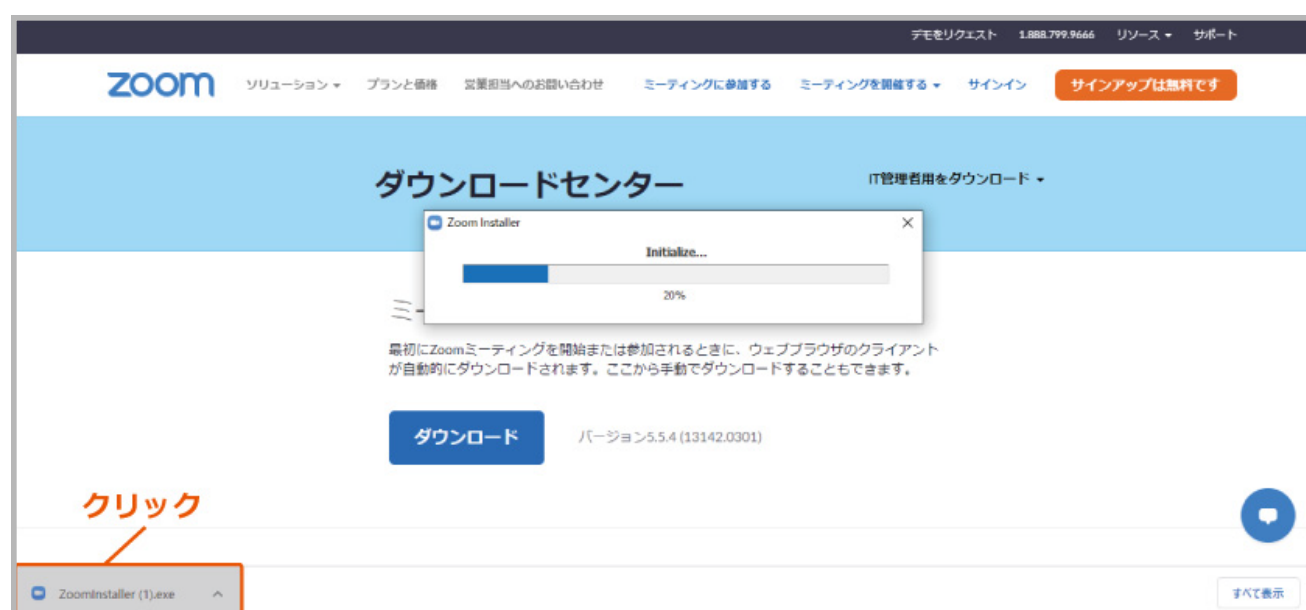 デモをリクエスト 1.888.799.9666 リソース サポート
zoom ソリューション プランと価格 営業担当へのお問い合わせ ミーティングに参加する ミーティングを開催する サインイン サインアップは無料です
ダウンロードセンター IT管理者用をダウンロード
Zoom Installer
Initialize...
20%
ミー
最初にZoomミーティングを開始または参加されるときに、ウェブブラウザのクライアント
が自動的にダウンロードされます。ここから手動でダウンロードすることもできます。
ダウンロード バージョン5.5.4 (13142.0301)
クリック
ZoomInstaller (1).exe すべて表示